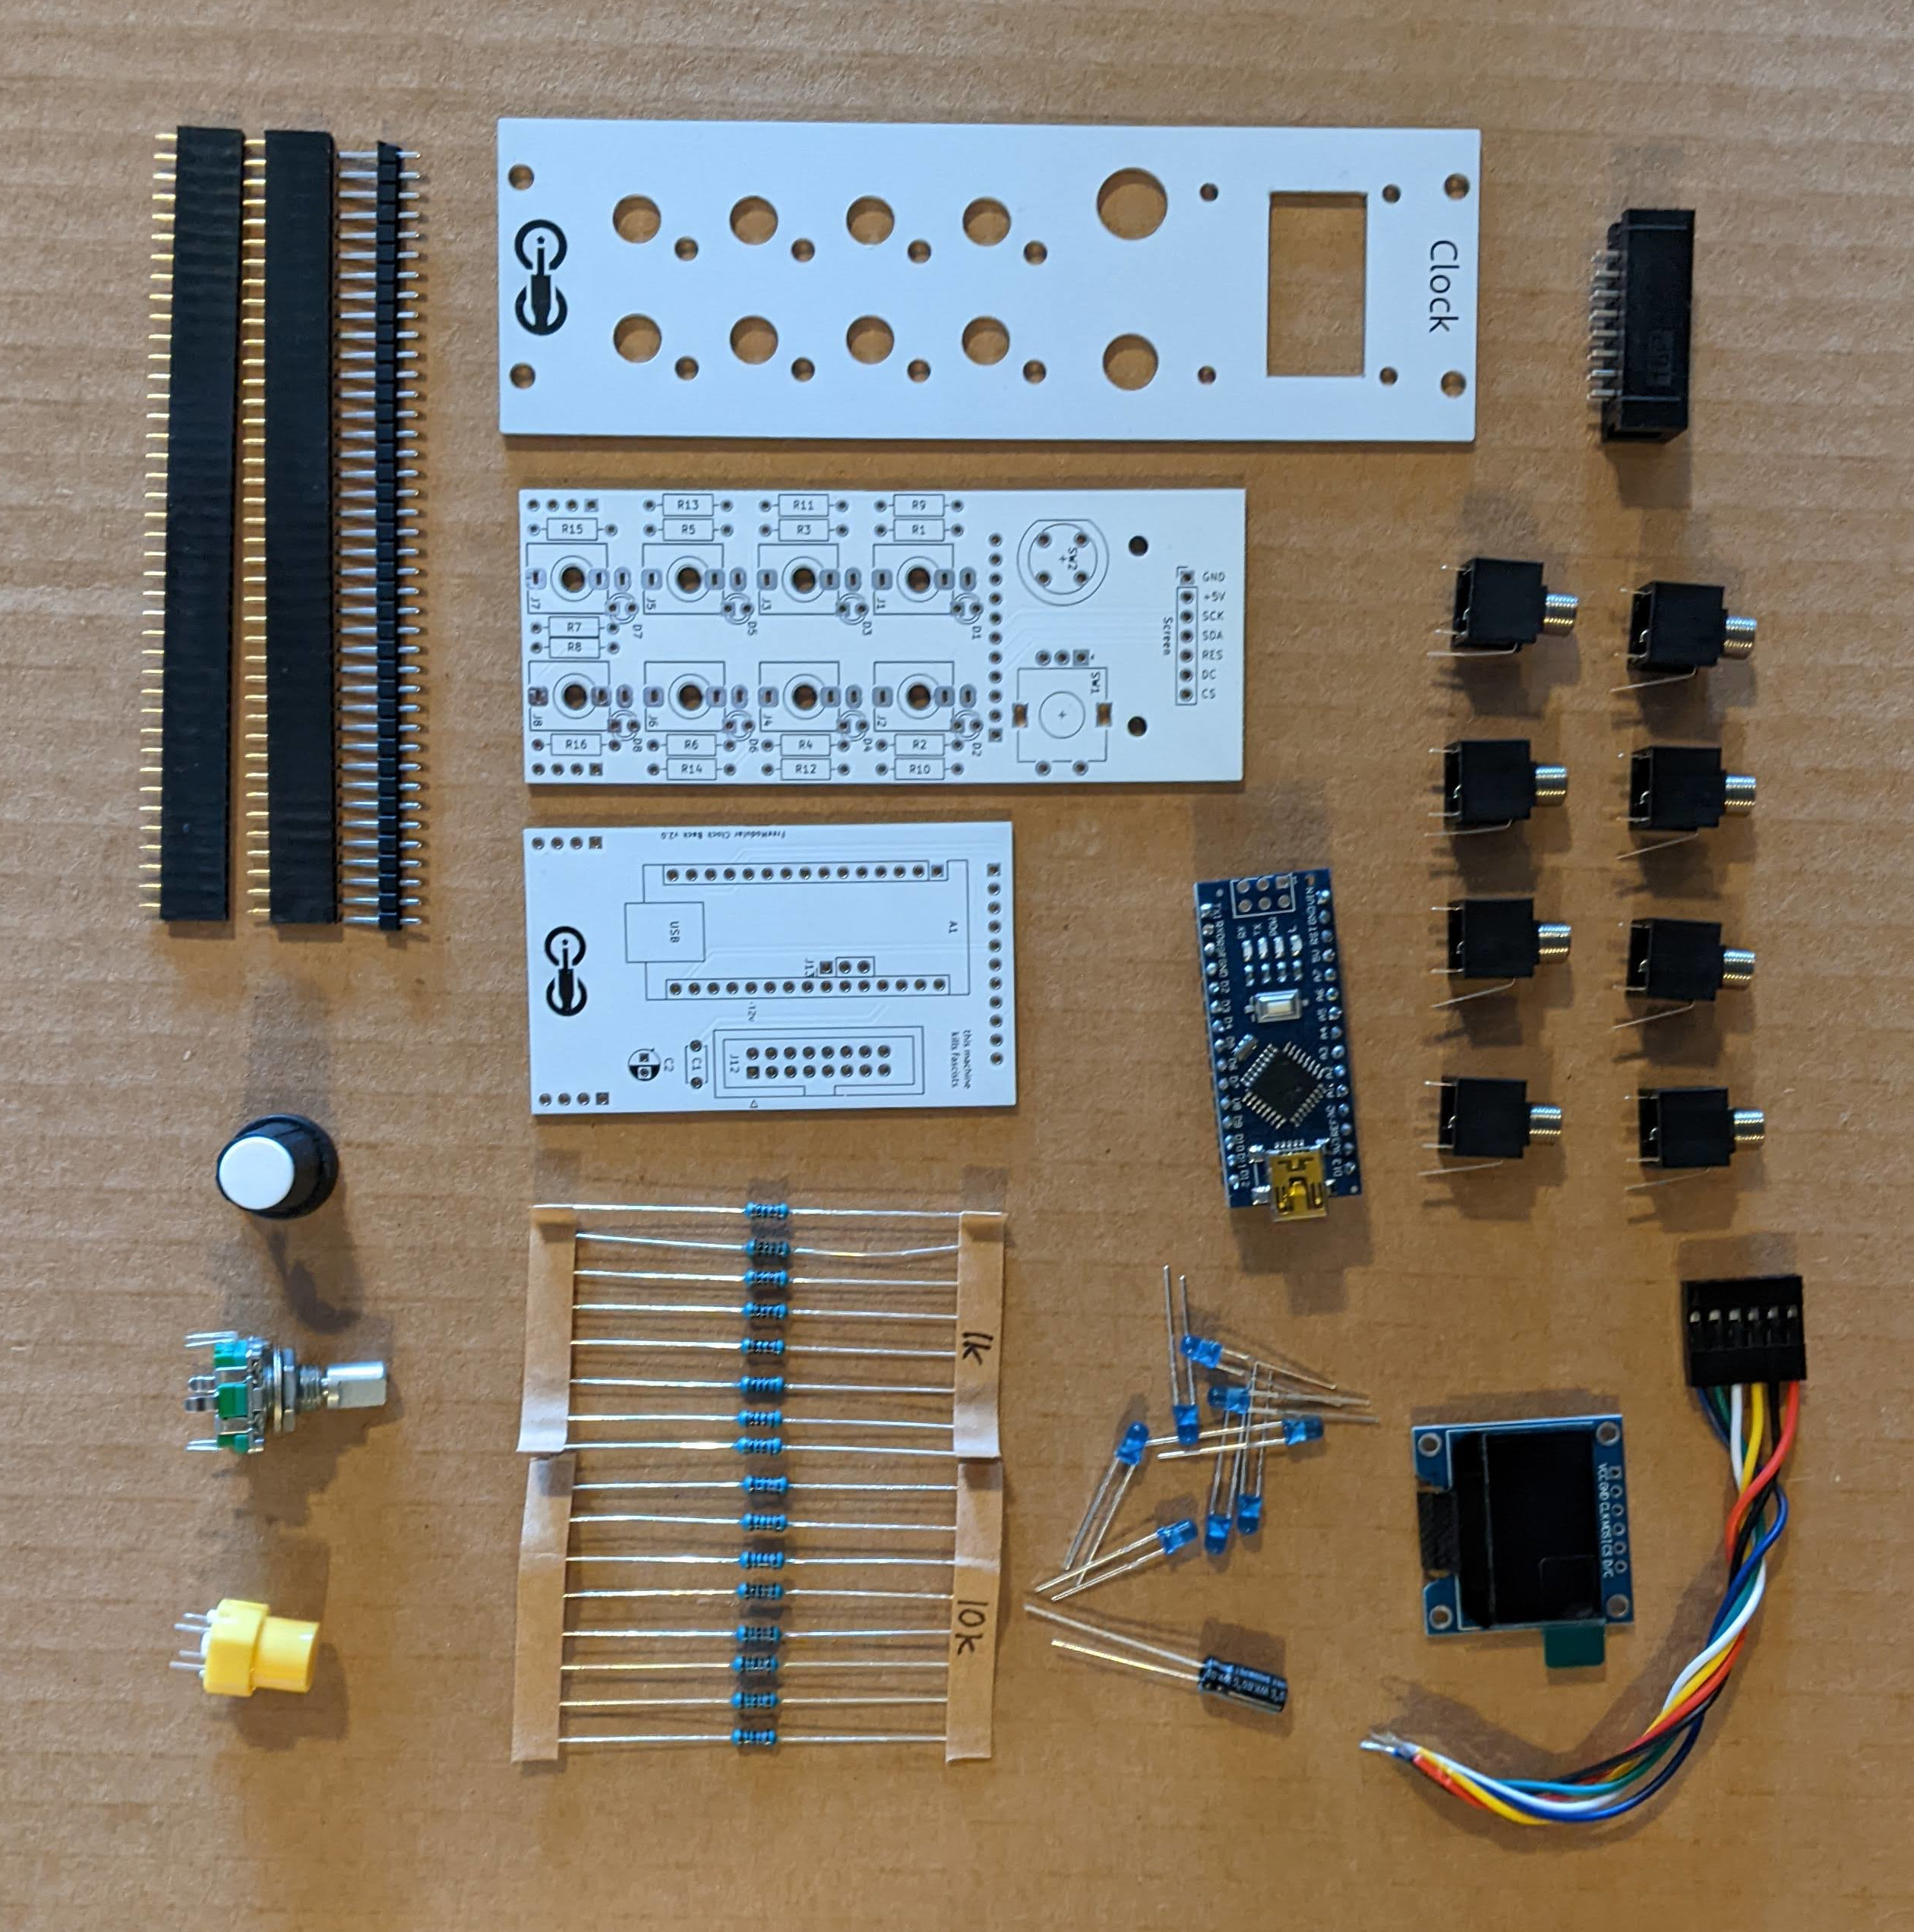 Clock
R13
R11
R9
R15
R5
R3
R1
SW2
J7
J5
J3
J1
D7
D5
D3
D1
GND
+5V
SCK
SDA
RES
DC
CS
Screen
R7
R8
SW1
J8
J6
J4
J2
D8
D6
D4
D2
R16
R6
R4
R2
R14
R12
R10
FreeModular Clock Back v2.0
USB
A1
J13
-12v
this machine
kills fascists
C2
C1
J12
1k
10k